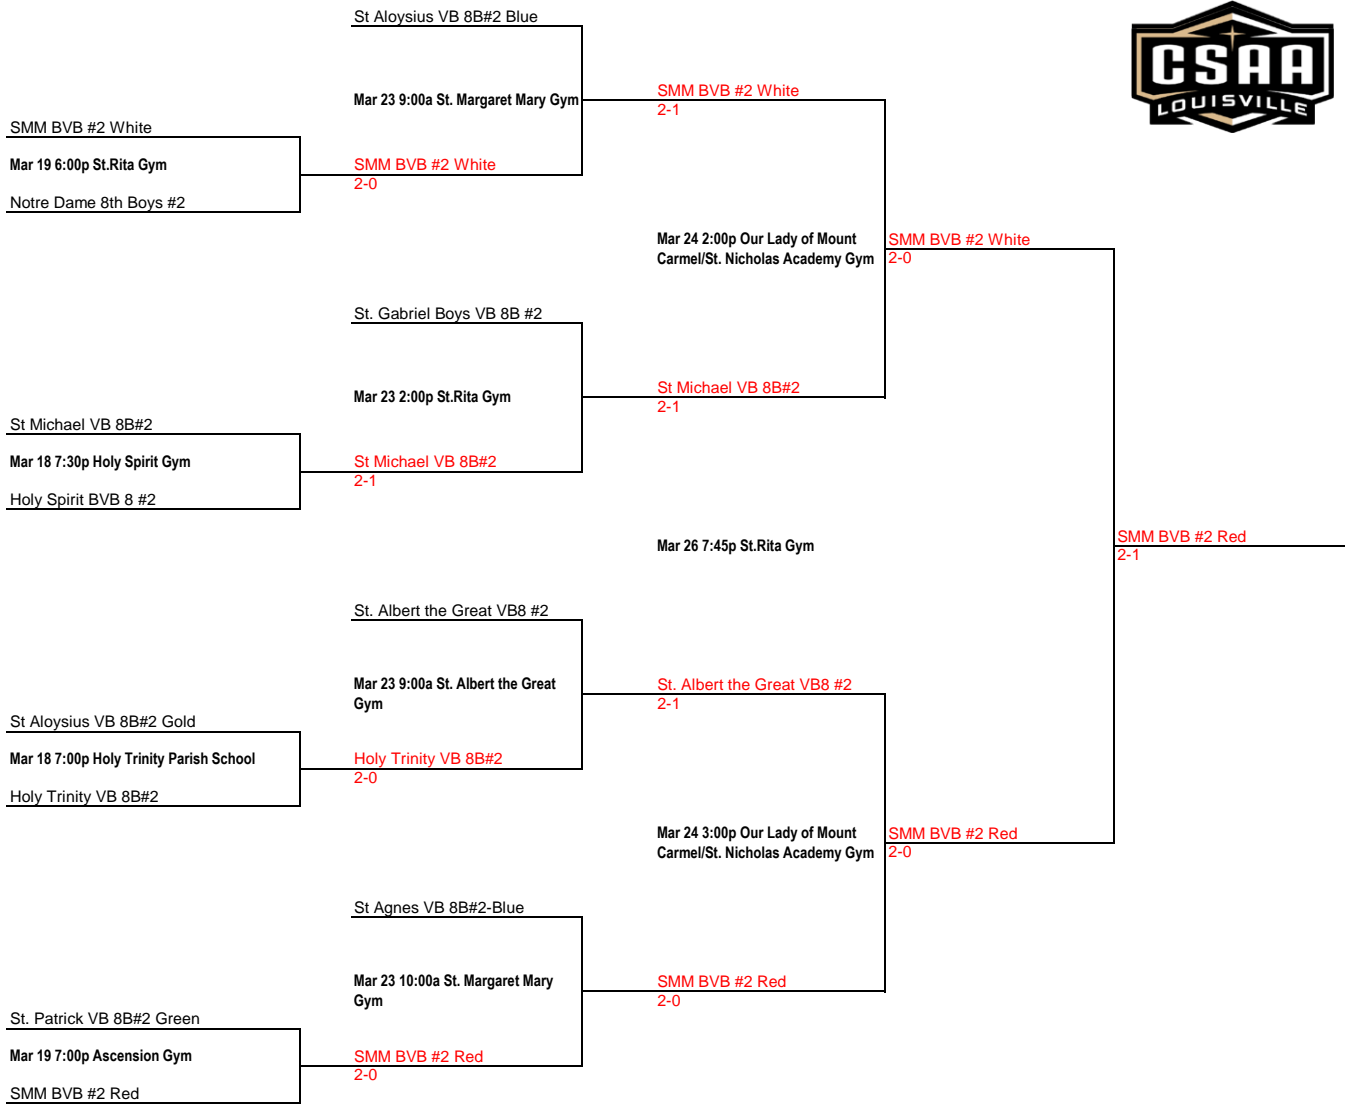 St Aloysius VB 8B#2 Blue
CSAA
LOUISVILLE
Mar 23 9:00a St. Margaret Mary Gym
SMM BVB #2 White
2-1
SMM BVB #2 White
Mar 19 6:00p St.Rita Gym
SMM BVB #2 White
2-0
Notre Dame 8th Boys #2
Mar 24 2:00p Our Lady of Mount
Carmel/St. Nicholas Academy Gym
SMM BVB #2 White
2-0
St. Gabriel Boys VB 8B #2
Mar 23 2:00p St.Rita Gym
St Michael VB 8B#2
2-1
St Michael VB 8B#2
Mar 18 7:30p Holy Spirit Gym
St Michael VB 8B#2
2-1
Holy Spirit BVB 8 #2
Mar 26 7:45p St.Rita Gym
SMM BVB #2 Red
2-1
St. Albert the Great VB8 #2
Mar 23 9:00a St. Albert the Great
Gym
St. Albert the Great VB8 #2
2-1
St Aloysius VB 8B#2 Gold
Mar 18 7:00p Holy Trinity Parish School
Holy Trinity VB 8B#2
2-0
Holy Trinity VB 8B#2
Mar 24 3:00p Our Lady of Mount
Carmel/St. Nicholas Academy Gym
SMM BVB #2 Red
2-0
St Agnes VB 8B#2-Blue
Mar 23 10:00a St. Margaret Mary
Gym
SMM BVB #2 Red
2-0
St. Patrick VB 8B#2 Green
Mar 19 7:00p Ascension Gym
SMM BVB #2 Red
2-0
SMM BVB #2 Red